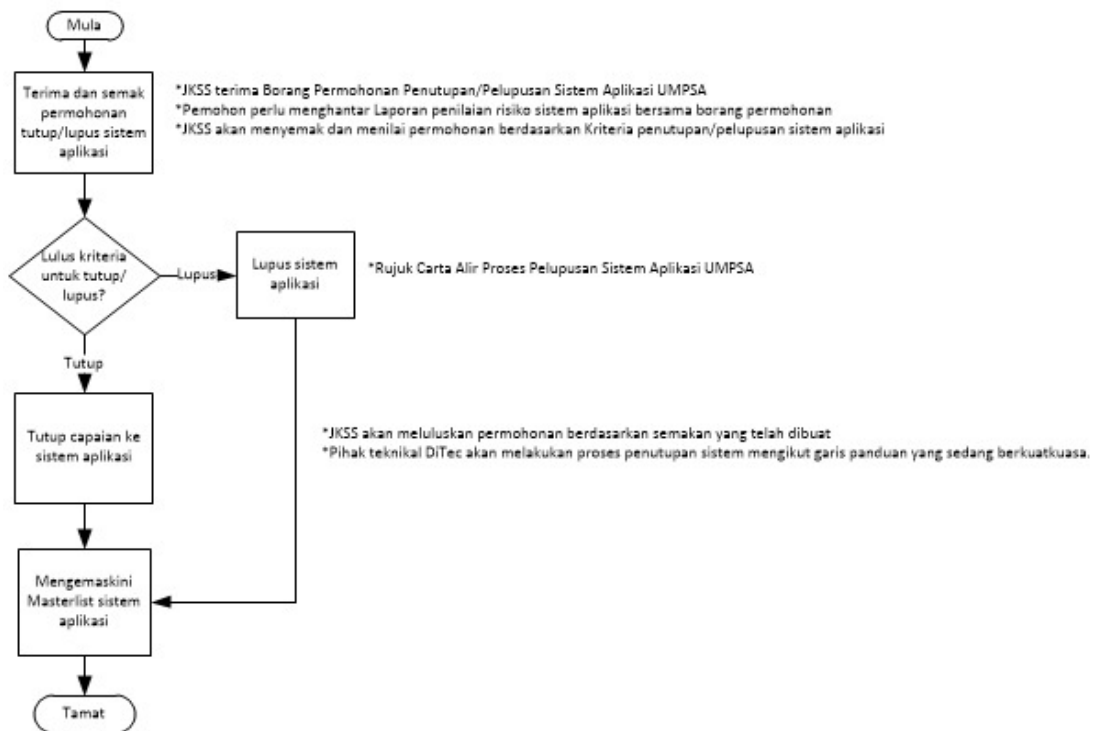 Mula
Terima dan semak
permohonan
tutup/lupus sistem
aplikasi
*JKSS terima Borang Permohonan Penutupan/Pelupusan Sistem Aplikasi UMPSA
*Pemohon perlu menghantar Laporan penilaian risiko sistem aplikasi bersama borang permohonan
*JKSS akan menyemak dan menilai permohonan berdasarkan Kriteria penutupan/pelupusan sistem aplikasi
Lulus kriteria
untuk tutup/
lupus?
Lupus
Lupus sistem
aplikasi
*Rujuk Carta Alir Proses Pelupusan Sistem Aplikasi UMPSA
Tutup
Tutup capaian ke
sistem aplikasi
*JKSS akan meluluskan permohonan berdasarkan semakan yang telah dibuat
*Pihak teknikal DiTec akan melakukan proses penutupan sistem mengikut garis panduan yang sedang berkuatkuasa.
Mengemaskini
Masterlist sistem
aplikasi
Tamat